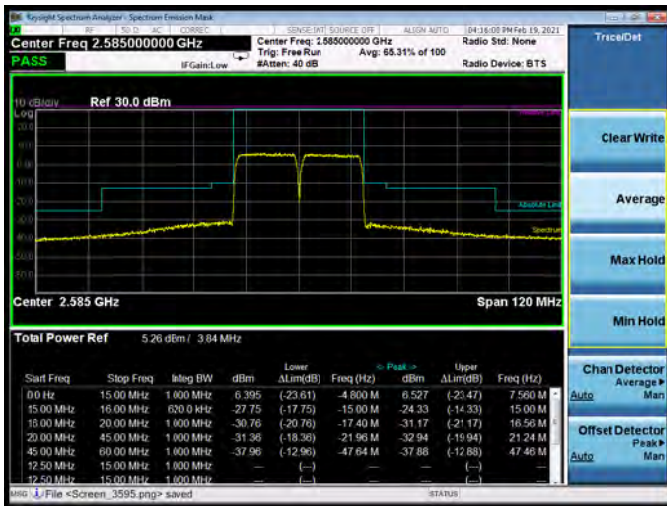 Keysight Spectrum Analyzer - Spectrum Emission Mask
RF 50 Ω AC CORREC SENSE:INT SOURCE OFF ALIGN AUTO 04:16:00 PM Feb 19, 2021
Center Freq 2.585000000 GHz Center Freq: 2.585000000 GHz Radio Std: None
Trig: Free Run Avg: 65.31% of 100
PASS IFGain:Low #Atten: 40 dB Radio Device: BTS
Trace/Det
10 dB/div Ref 30.0 dBm
Log
Absolute Limit
Spectrum
Center 2.585 GHz Span 120 MHz
Total Power Ref 5.26 dBm / 3.84 MHz
Lower <- Peak -> Upper
Start Freq Stop Freq Integ BW dBm ΔLim(dB) Freq (Hz) dBm ΔLim(dB) Freq (Hz)
0.0 Hz 15.00 MHz 1.000 MHz 6.395 (-23.61) -4.800 M 6.527 (-23.47) 7.560 M
15.00 MHz 16.00 MHz 620.0 kHz -27.75 (-17.75) -15.00 M -24.33 (-14.33) 15.00 M
16.00 MHz 20.00 MHz 1.000 MHz -30.76 (-20.76) -17.40 M -31.17 (-21.17) 16.56 M
20.00 MHz 45.00 MHz 1.000 MHz -31.36 (-18.36) -21.96 M -32.94 (-19.94) 21.24 M
45.00 MHz 60.00 MHz 1.000 MHz -37.96 (-12.96) -47.64 M -37.88 (-12.88) 47.46 M
12.50 MHz 15.00 MHz 1.000 MHz --- (---) --- (---)
12.50 MHz 15.00 MHz 1.000 MHz --- (---) --- (---)
MSG File <Screen_3595.png> saved STATUS
Clear Write
Average
Max Hold
Min Hold
Chan Detector
Average
Auto Man
Offset Detector
Peak
Auto Man